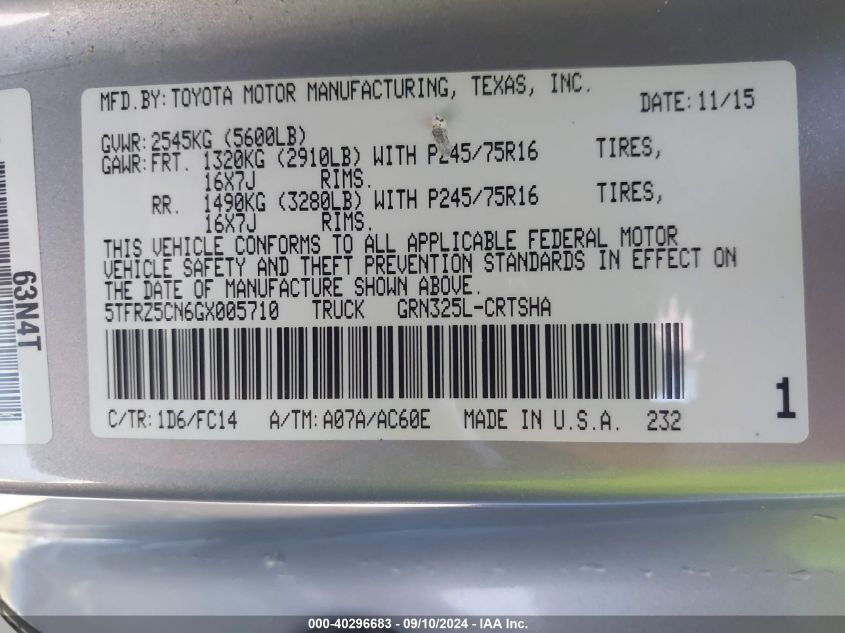 MFD.BY: TOYOTA MOTOR MANUFACTURING, TEXAS, INC. DATE: 11/15
GVWR: 2545KG (5600LB)
GAWR: FRT. 1320KG (2910LB) WITH P245/75R16 TIRES,
16X7J RIMS.
RR. 1490KG (3280LB) WITH P245/75R16 TIRES,
16X7J RIMS.
THIS VEHICLE CONFORMS TO ALL APPLICABLE FEDERAL MOTOR
VEHICLE SAFETY AND THEFT PREVENTION STANDARDS IN EFFECT ON
THE DATE OF MANUFACTURE SHOWN ABOVE.
5TFRZ5CN6GX005710 TRUCK GRN325L-CRTSHA
C/TR: 1D6/FC14 A/TM: A07A/AC60E MADE IN U.S.A. 232
1
63N4T
000-40296683 - 09/10/2024 - IAA Inc.